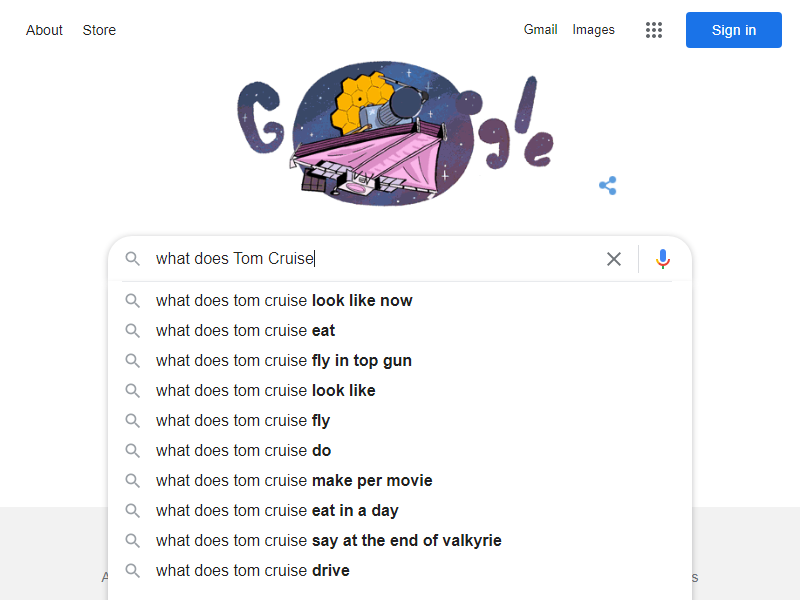 About Store Gmail Images Sign in
Google
what does Tom Cruise
what does tom cruise look like now
what does tom cruise eat
what does tom cruise fly in top gun
what does tom cruise look like
what does tom cruise fly
what does tom cruise do
what does tom cruise make per movie
what does tom cruise eat in a day
what does tom cruise say at the end of valkyrie
what does tom cruise drive